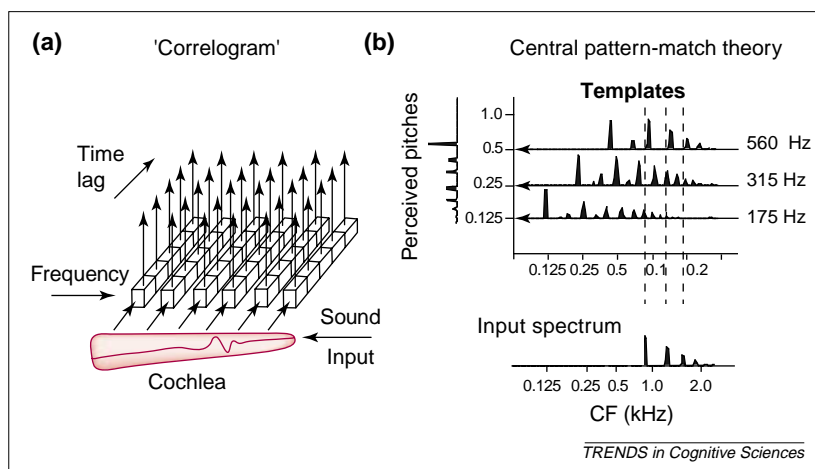 (a)
'Correlogram'
Time
lag
Frequency
Sound
Input
Cochlea
(b)
Central pattern-match theory
Templates
Perceived pitches
1.0
0.5
0.25
0.125
560 Hz
315 Hz
175 Hz
0.125 0.25 0.5 0.1 0.2
Input spectrum
0.125 0.25 0.5 1.0 2.0
CF (kHz)
TRENDS in Cognitive Sciences